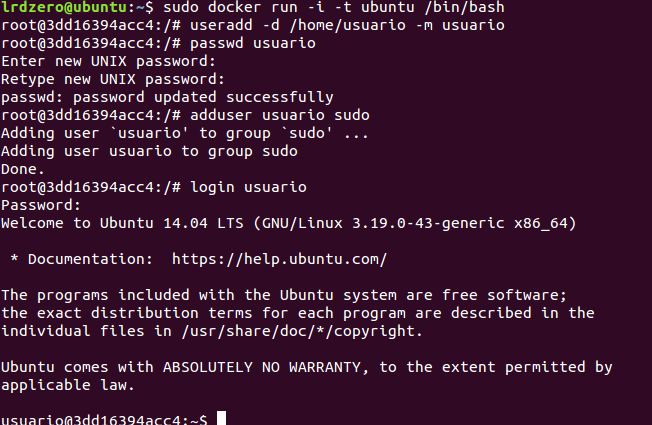 lrdzero@ubuntu:~$ sudo docker run -i -t ubuntu /bin/bash
root@3dd16394acc4:/# useradd -d /home/usuario -m usuario
root@3dd16394acc4:/# passwd usuario
Enter new UNIX password:
Retype new UNIX password:
passwd: password updated successfully
root@3dd16394acc4:/# adduser usuario sudo
Adding user `usuario' to group `sudo' ...
Adding user usuario to group sudo
Done.
root@3dd16394acc4:/# login usuario
Password:
Welcome to Ubuntu 14.04 LTS (GNU/Linux 3.19.0-43-generic x86_64)
* Documentation:  https://help.ubuntu.com/
The programs included with the Ubuntu system are free software;
the exact distribution terms for each program are described in the
individual files in /usr/share/doc/*/copyright.
Ubuntu comes with ABSOLUTELY NO WARRANTY, to the extent permitted by
applicable law.
usuario@3dd16394acc4:~$